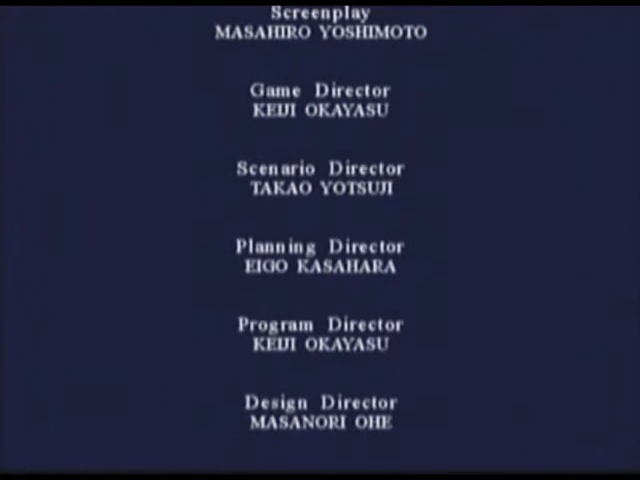 Screenplay
MASAHIRO YOSHIMOTO
Game Director
KEIJI OKAYASU
Scenario Director
TAKAO YOTSUJI
Planning Director
EIGO KASAHARA
Program Director
KEIJI OKAYASU
Design Director
MASANORI OHE